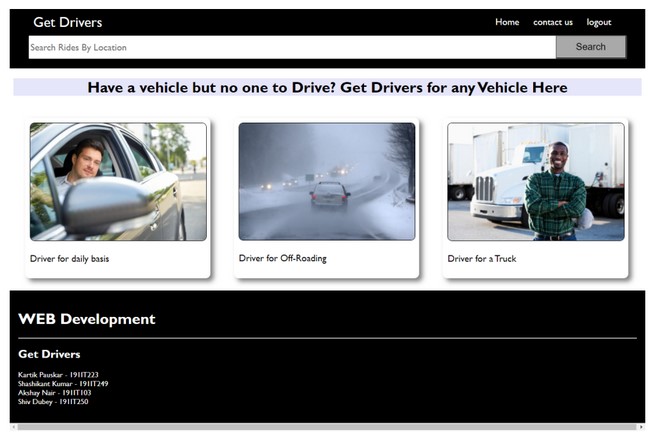 Get Drivers
Home contact us logout
Search Rides By Location
Search
Have a vehicle but no one to Drive? Get Drivers for any Vehicle Here
Driver for daily basis
Driver for Off-Roading
Driver for a Truck
WEB Development
Get Drivers
Kartik Pauskar - 191IT223
Shashikant Kumar - 191IT249
Akshay Nair - 191IT103
Shiv Dubey - 191IT250